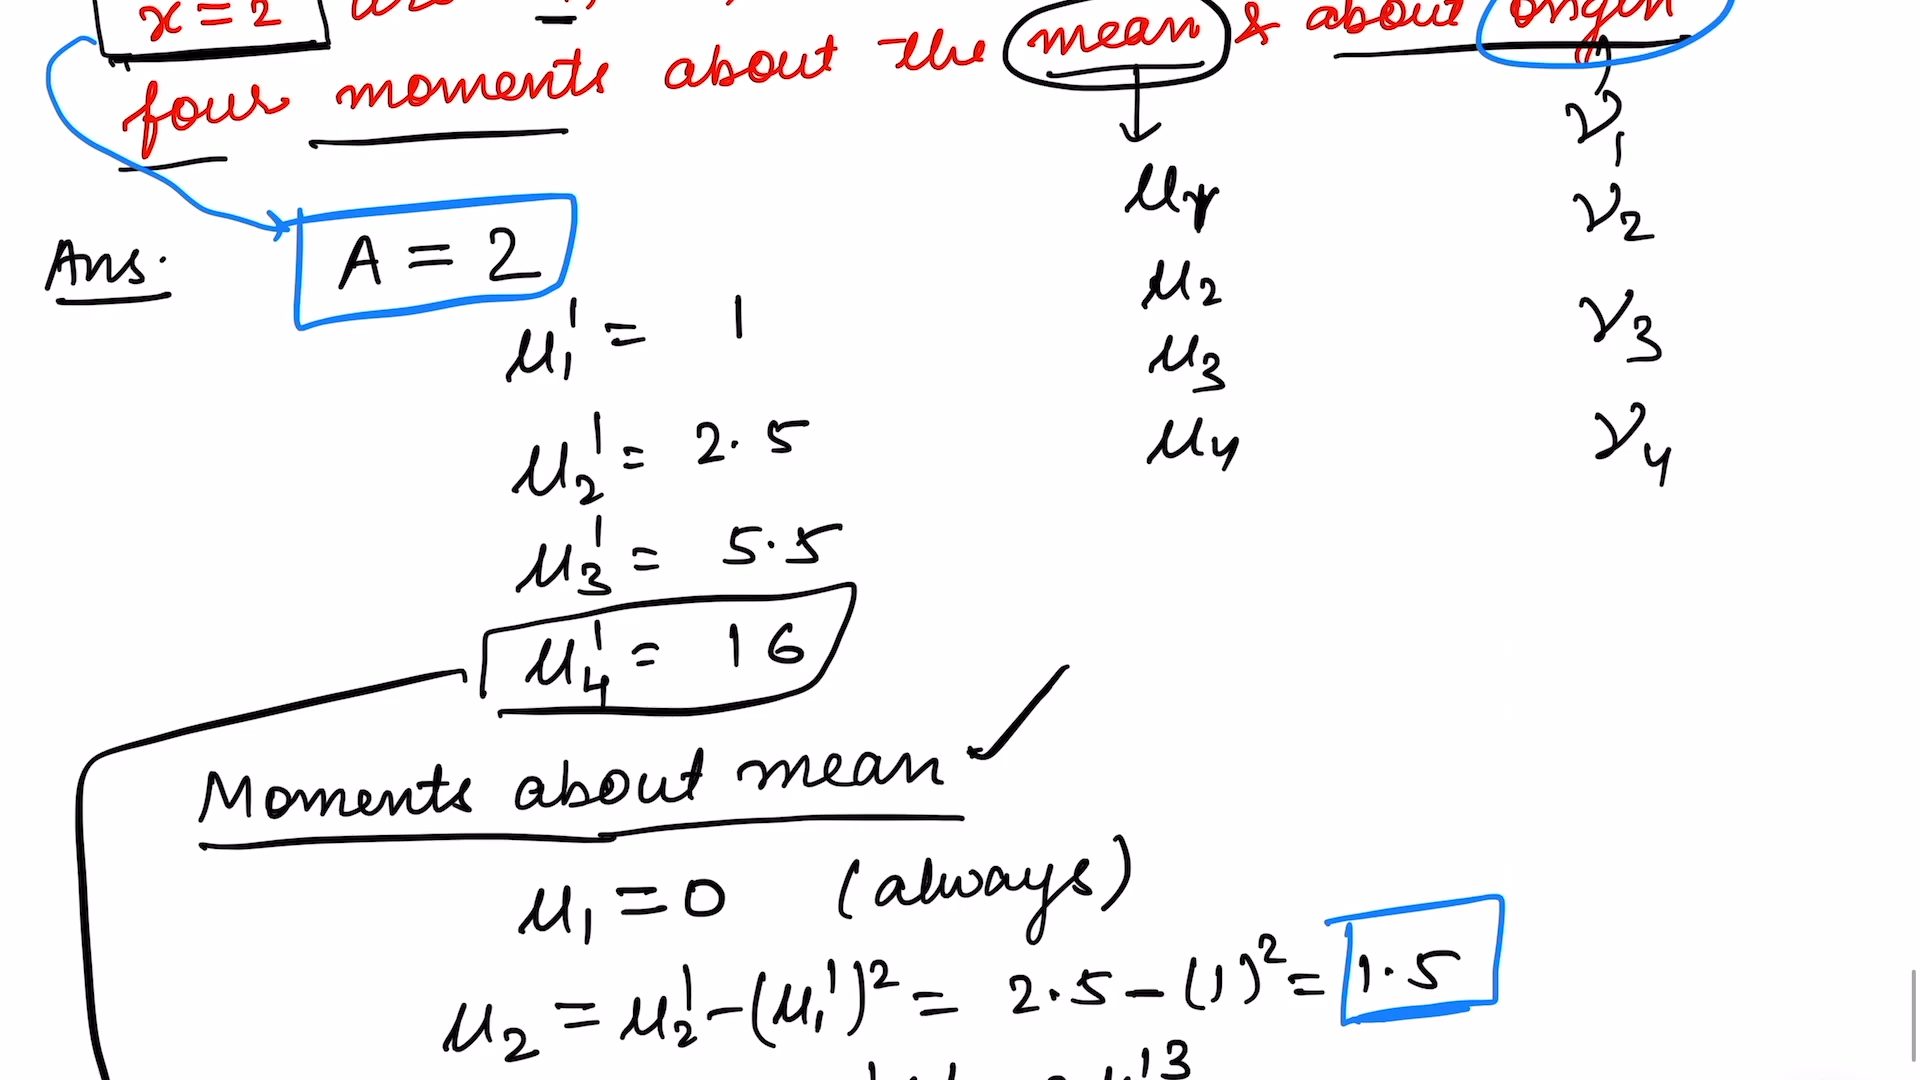 x = 2
four moments about the mean & about origin
μr ν1
μ2 ν2
μ3 ν3
μ4 ν4
Ans. A = 2
μ1' = 1
μ2' = 2.5
μ3' = 5.5
μ4' = 16
Moments about mean
μ1 = 0 (always)
μ2 = μ2' - (μ1')² = 2.5 - (1)² = 1.5